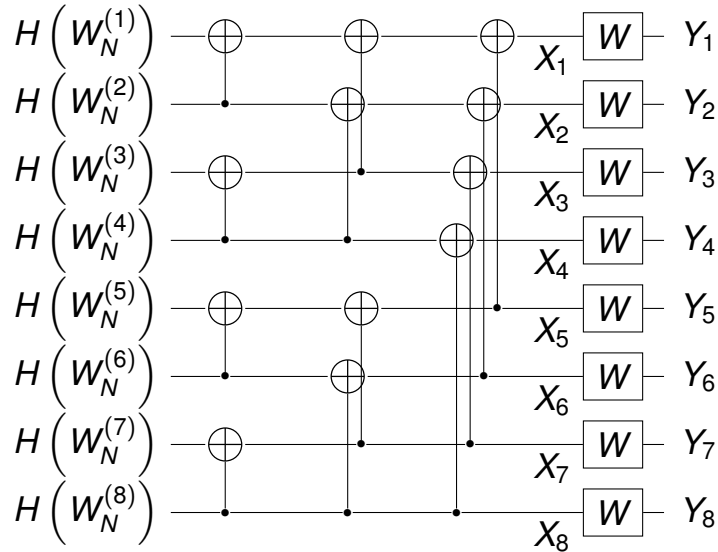 H(W_N^{(1)}) X_1 W Y_1
H(W_N^{(2)}) X_2 W Y_2
H(W_N^{(3)}) X_3 W Y_3
H(W_N^{(4)}) X_4 W Y_4
H(W_N^{(5)}) X_5 W Y_5
H(W_N^{(6)}) X_6 W Y_6
H(W_N^{(7)}) X_7 W Y_7
H(W_N^{(8)}) X_8 W Y_8